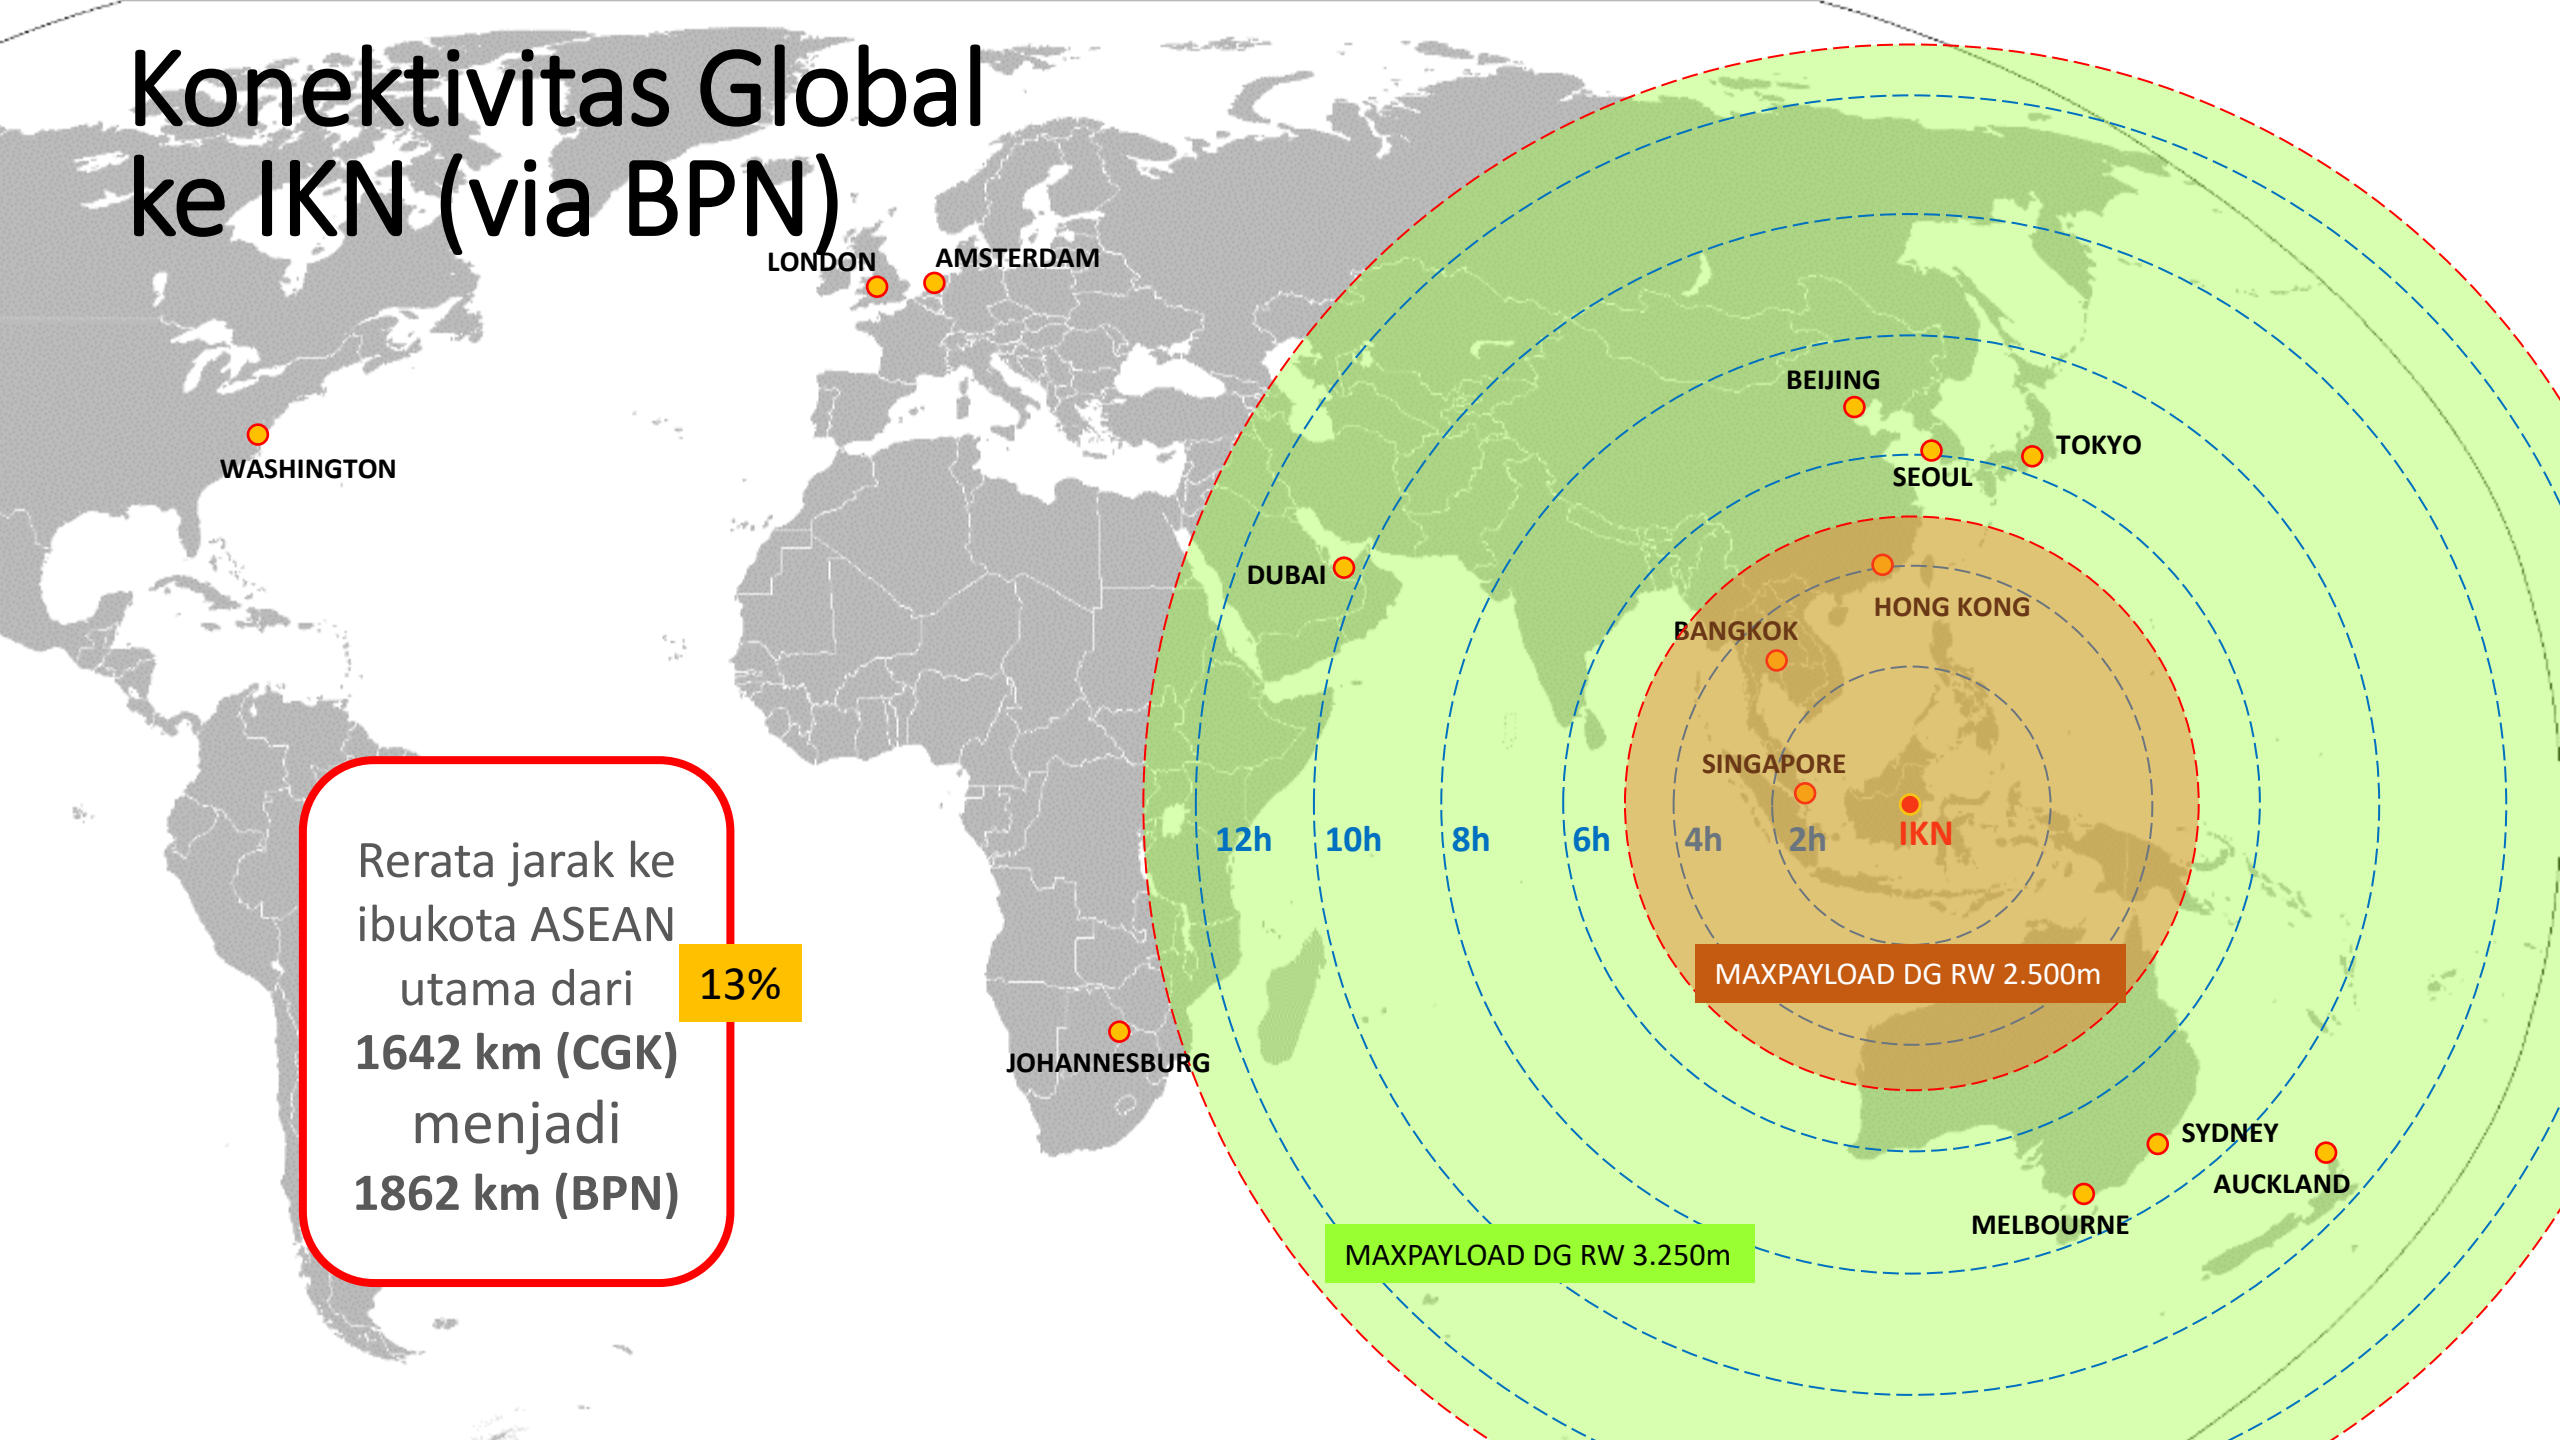 Konektivitas Global
ke IKN (via BPN)
LONDON
AMSTERDAM
WASHINGTON
BEIJING
TOKYO
SEOUL
DUBAI
HONG KONG
BANGKOK
SINGAPORE
IKN
12h
10h
8h
6h
4h
2h
MAXPAYLOAD DG RW 2.500m
JOHANNESBURG
SYDNEY
AUCKLAND
MELBOURNE
MAXPAYLOAD DG RW 3.250m
Rerata jarak ke
ibukota ASEAN
utama dari
1642 km (CGK)
menjadi
1862 km (BPN)
13%